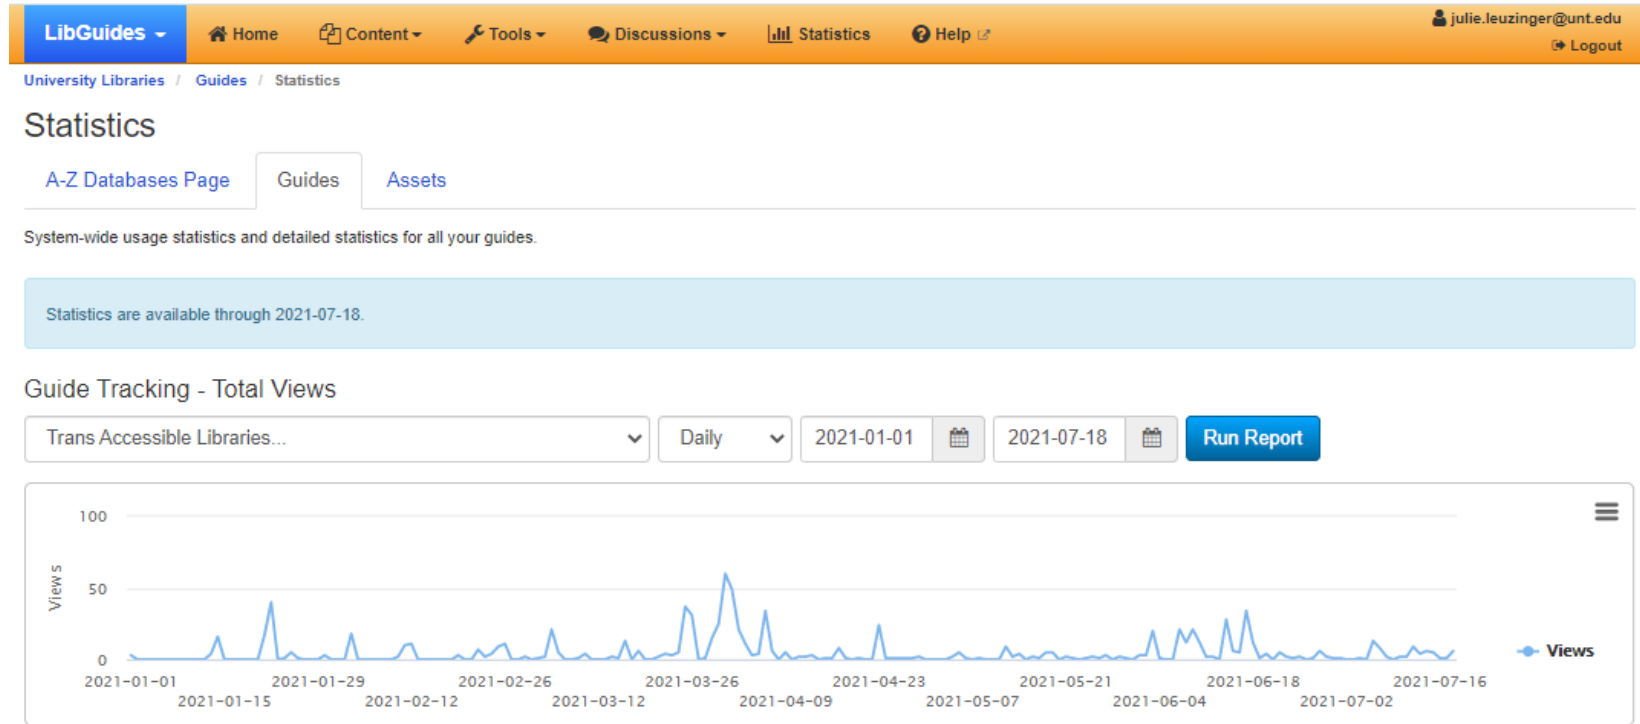 LibGuides Home Content Tools Discussions Statistics Help julie.leuzinger@unt.edu
Logout
University Libraries / Guides / Statistics
Statistics
A-Z Databases Page Guides Assets
System-wide usage statistics and detailed statistics for all your guides.
Statistics are available through 2021-07-18.
Guide Tracking - Total Views
Trans Accessible Libraries... Daily 2021-01-01 2021-07-18 Run Report
100
50
0
Views
Views
2021-01-01 2021-01-29 2021-02-26 2021-03-26 2021-04-23 2021-05-21 2021-06-18 2021-07-16
2021-01-15 2021-02-12 2021-03-12 2021-04-09 2021-05-07 2021-06-04 2021-07-02